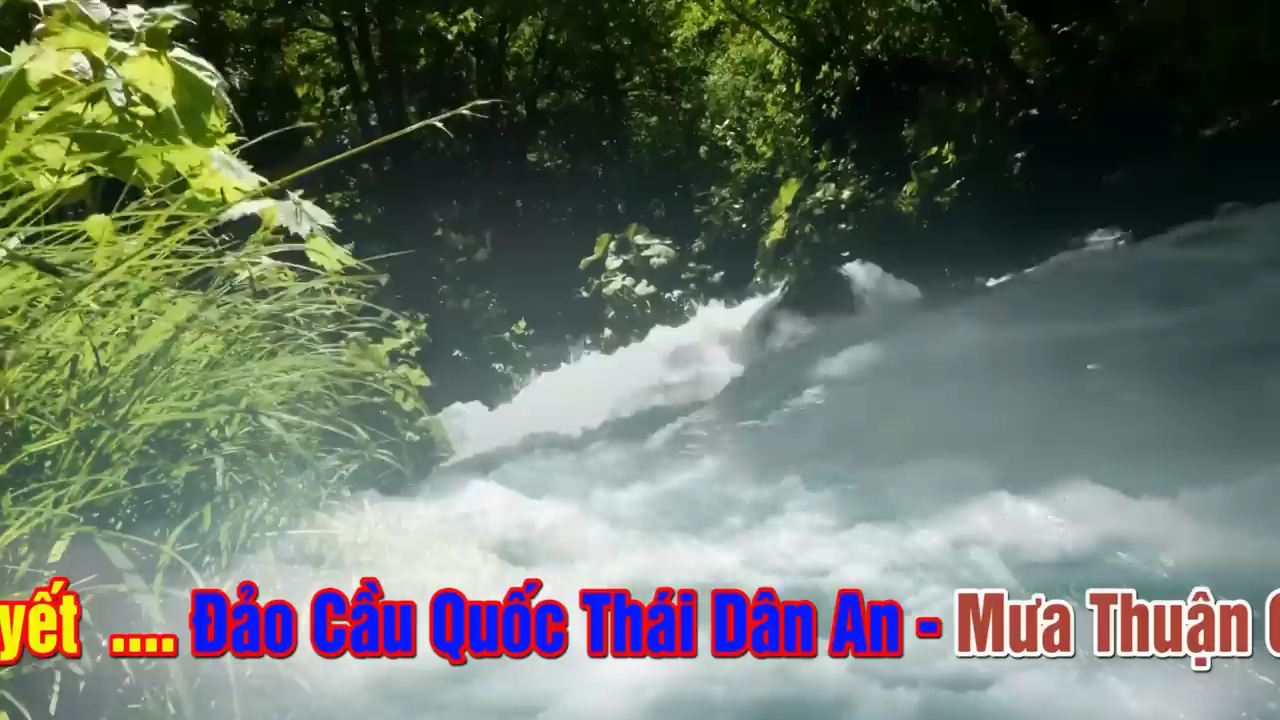 yết .... Đảo Cầu Quốc Thái Dân An - Mưa Thuận